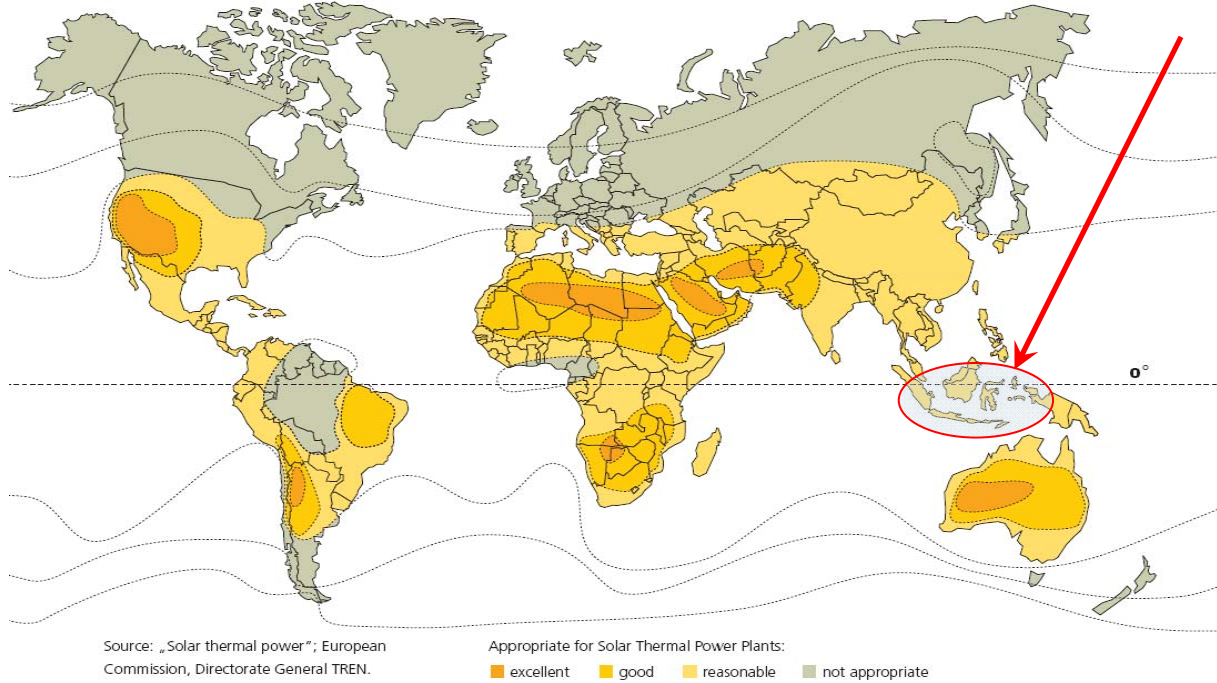 0°
Source: „Solar thermal power"; European
Commission, Directorate General TREN.
Appropriate for Solar Thermal Power Plants:
excellent good reasonable not appropriate